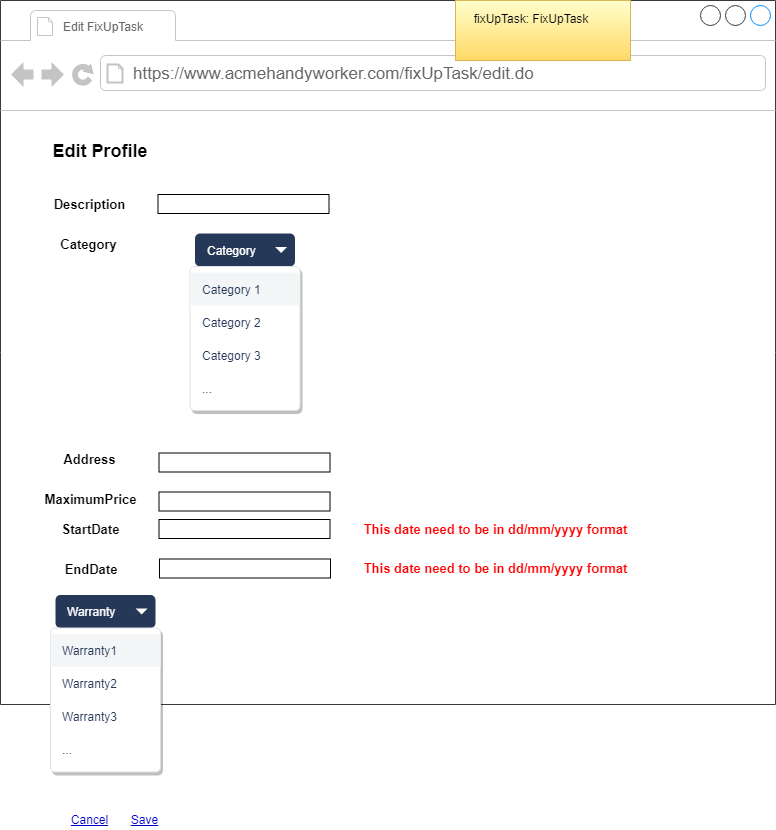 Edit FixUpTask
fixUpTask: FixUpTask
https://www.acmehandyworker.com/fixUpTask/edit.do
Edit Profile
Description
Category
Category
Category 1
Category 2
Category 3
...
Address
MaximumPrice
StartDate
This date need to be in dd/mm/yyyy format
EndDate
This date need to be in dd/mm/yyyy format
Warranty
Warranty1
Warranty2
Warranty3
...
Cancel Save